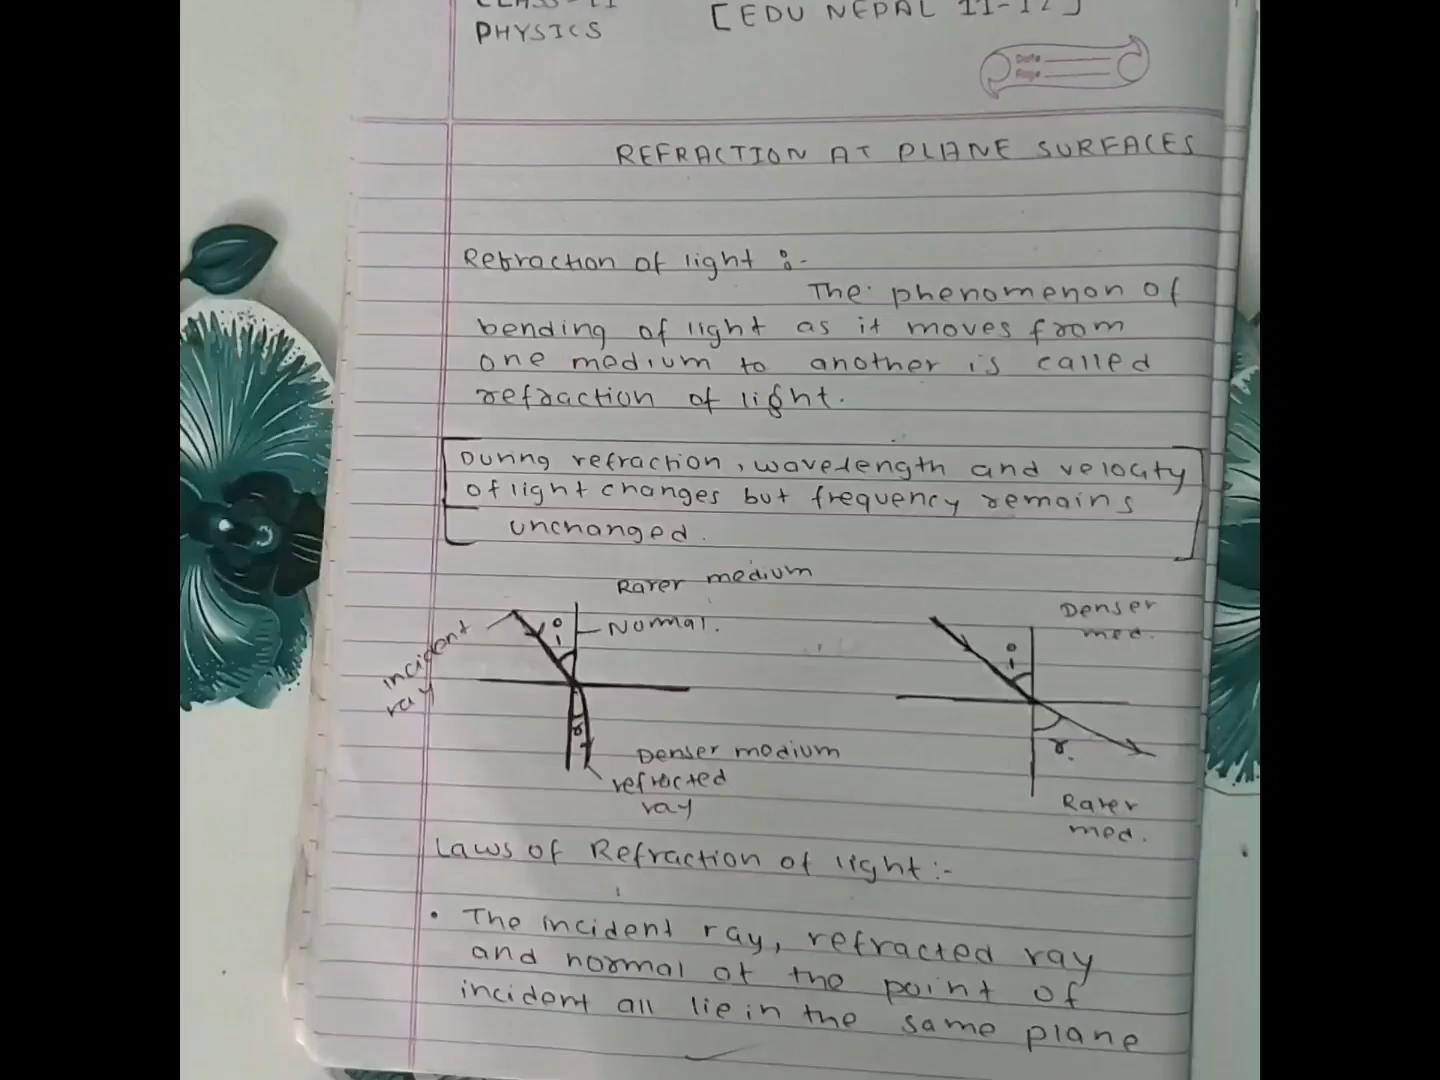 CLASS-11
PHYSICS
[EDU NEPAL 11-12]
Date
Page
REFRACTION AT PLANE SURFACES
Refraction of light :-
The phenomenon of
bending of light as it moves from
one medium to another is called
refraction of light.
During refraction, wavelength and velocity
of light changes but frequency remains
unchanged.
Rarer medium
Normal.
i
incident
ray
r
Denser medium
refracted
ray
Denser
med.
i
r.
Rarer
med.
Laws of Refraction of light:-
• The incident ray, refracted ray
and normal at the point of
incident all lie in the same plane